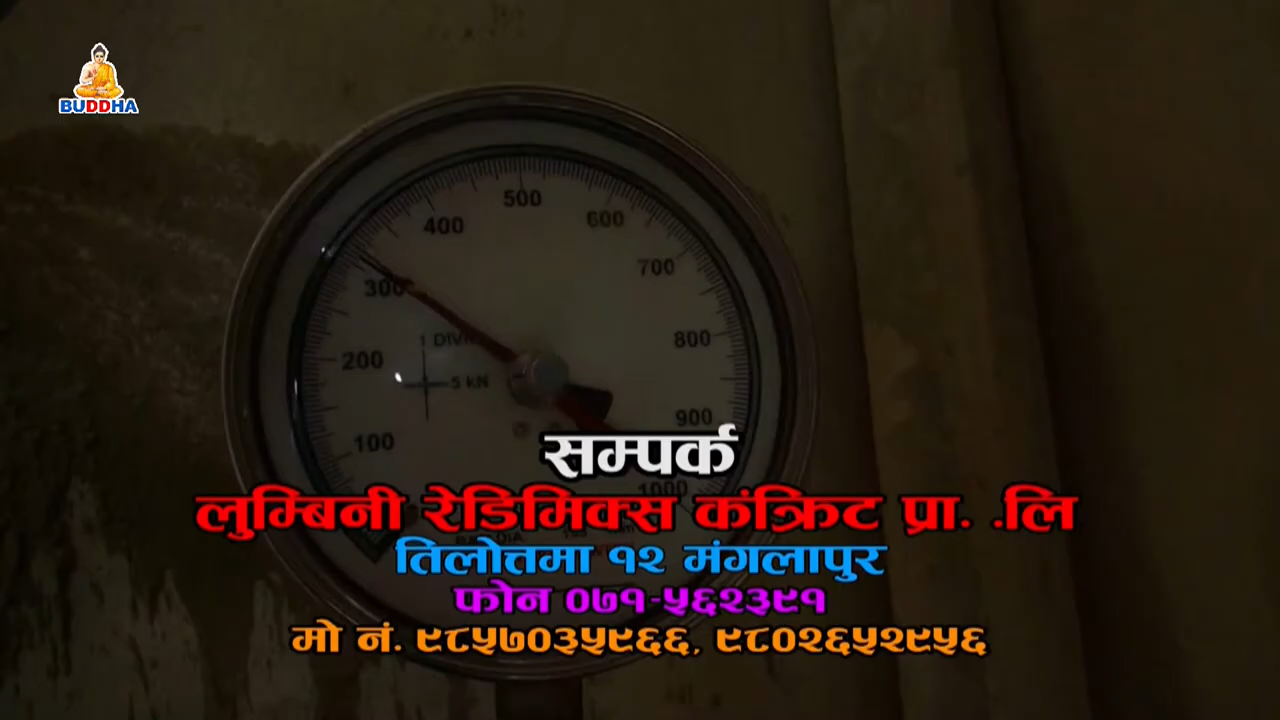 BUDDHA
500
400
600
300
700
200
1 DIVN
800
5 kN
100
900
1000
सम्पर्क
लुम्बिनी रेडिमिक्स कंक्रिट प्रा. .लि
तिलोत्तमा १२ मंगलापुर
फोन ०७१-५६२३९१
मो नं. ९८५७०३५९६६, ९८०२६५२९५६